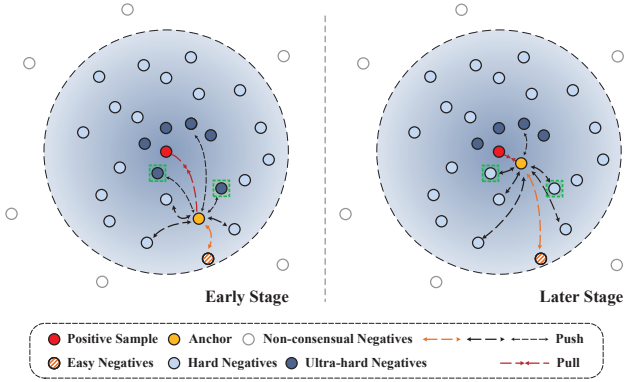 Early Stage
Later Stage
Positive Sample Anchor Non-consensual Negatives Push
Easy Negatives Hard Negatives Ultra-hard Negatives Pull